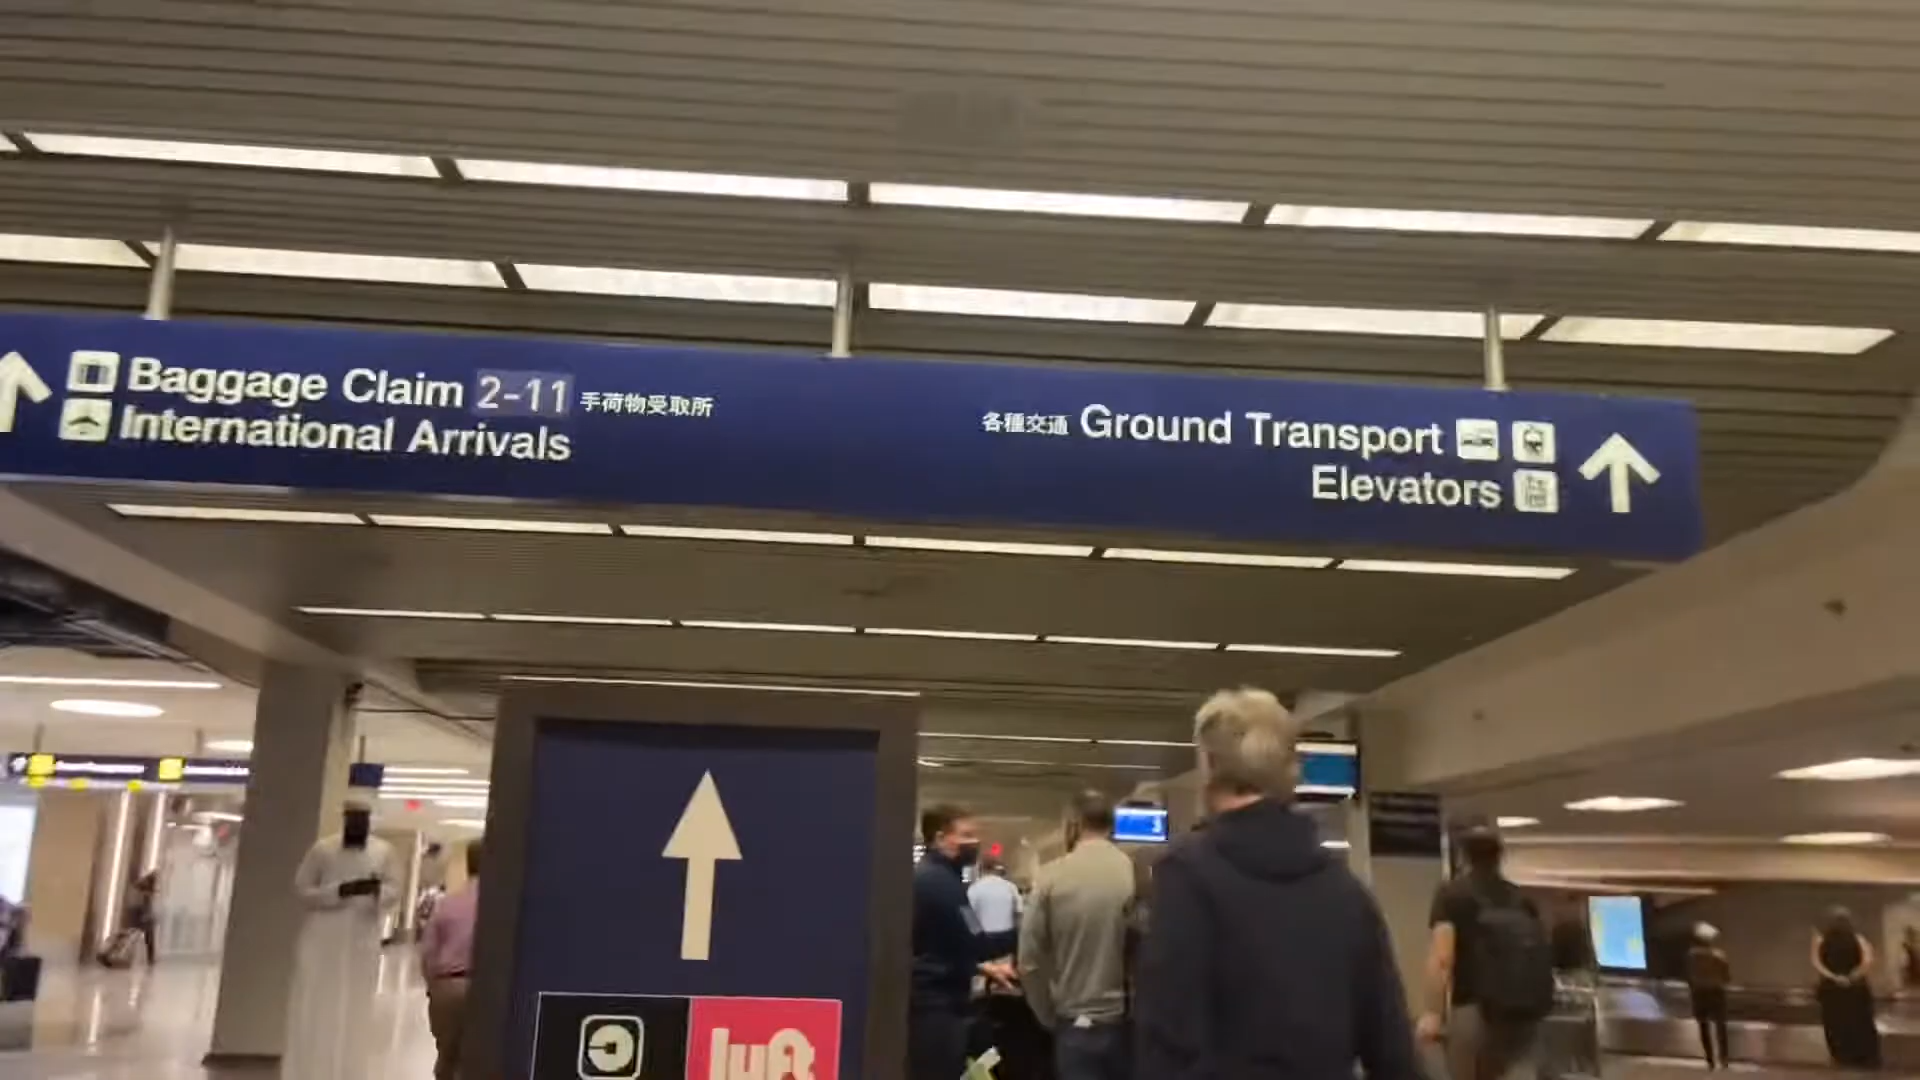 Baggage Claim 2-11 手荷物受取所
International Arrivals
各種交通 Ground Transport
Elevators
lyft